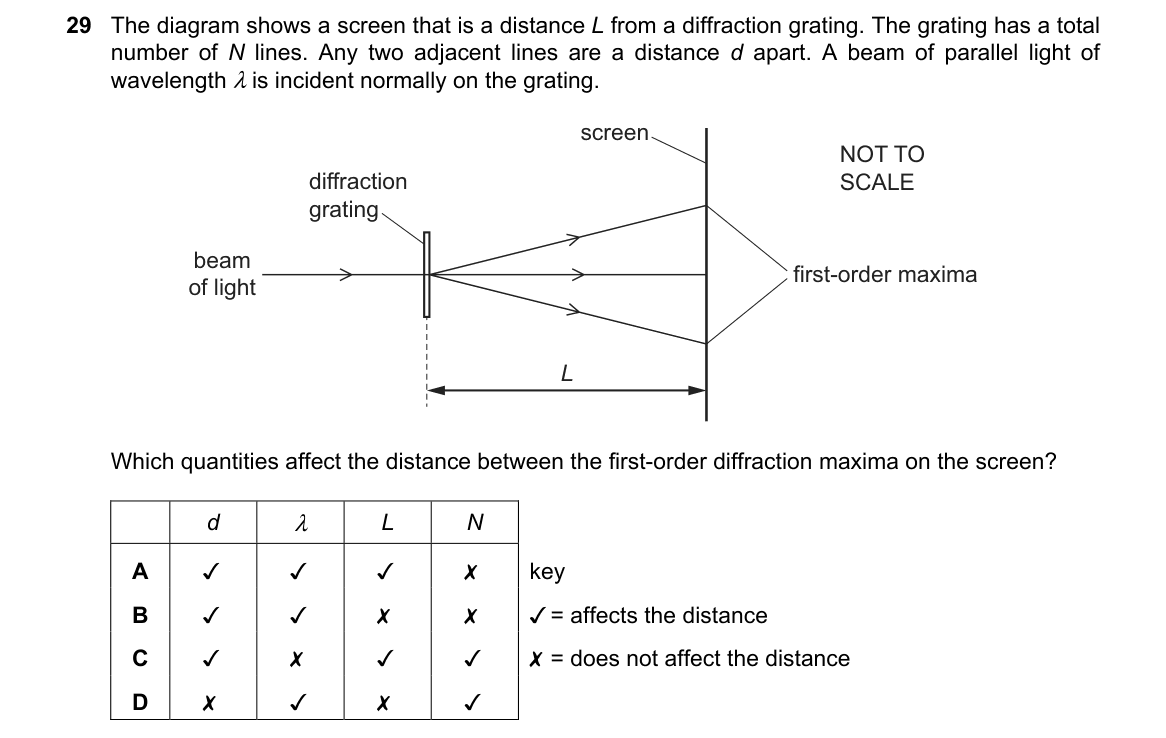 29 The diagram shows a screen that is a distance L from a diffraction grating. The grating has a total
number of N lines. Any two adjacent lines are a distance d apart. A beam of parallel light of
wavelength λ is incident normally on the grating.
screen
NOT TO
SCALE
diffraction
grating
beam
of light
first-order maxima
L
Which quantities affect the distance between the first-order diffraction maxima on the screen?
d λ L N
A ✓ ✓ ✓ ✗ key
B ✓ ✓ ✗ ✗ ✓ = affects the distance
C ✓ ✗ ✓ ✓ ✗ = does not affect the distance
D ✗ ✓ ✗ ✓